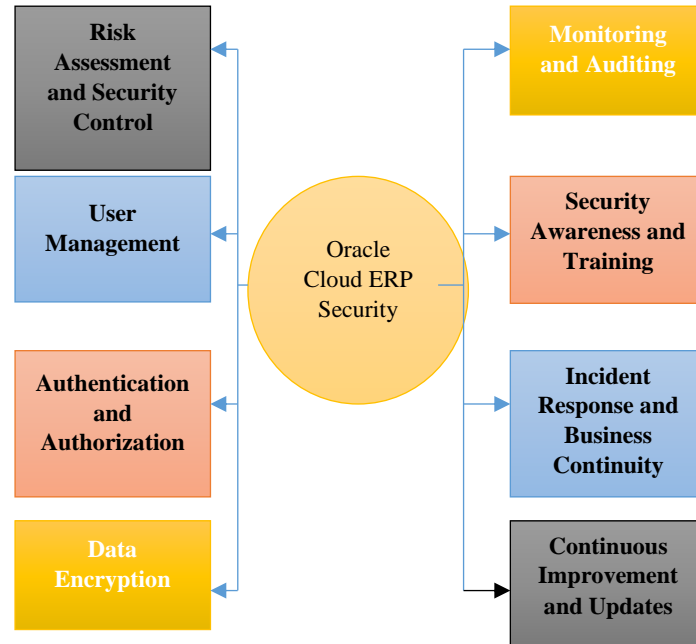 Risk
Assessment
and Security
Control
User
Management
Authentication
and
Authorization
Data
Encryption
Oracle
Cloud ERP
Security
Monitoring
and Auditing
Security
Awareness and
Training
Incident
Response and
Business
Continuity
Continuous
Improvement
and Updates